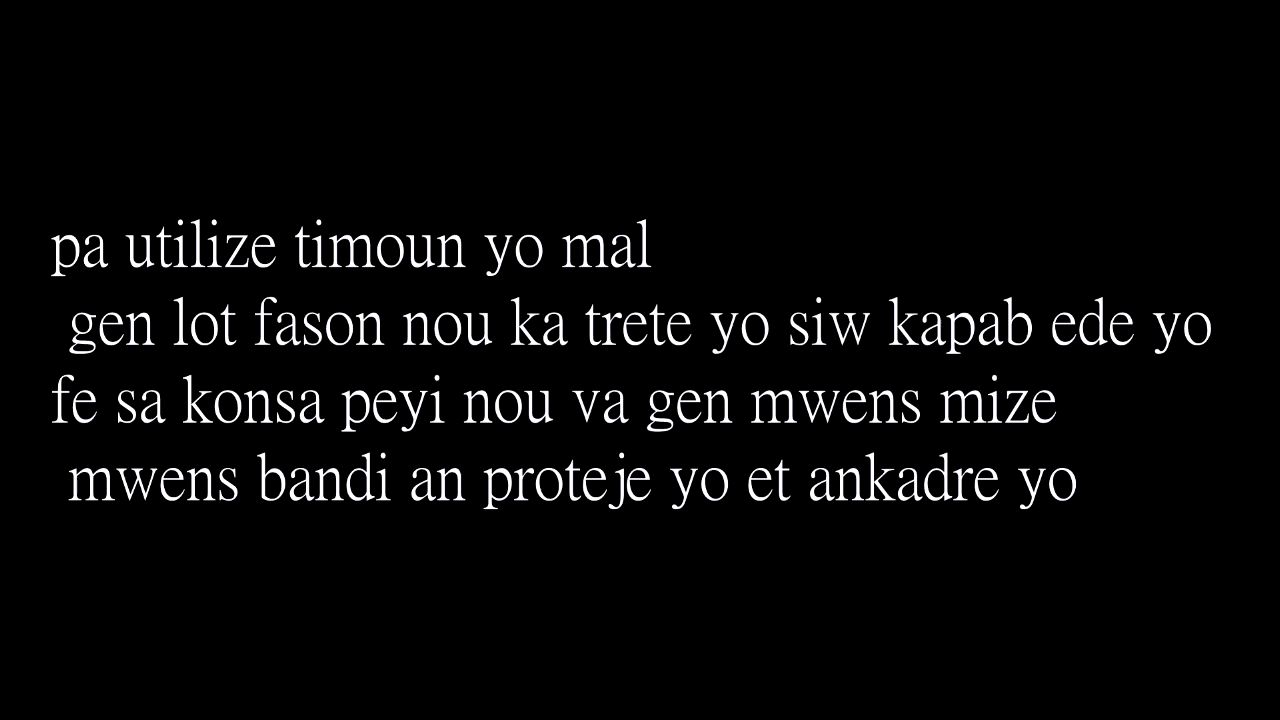 pa utilize timoun yo mal
gen lot fason nou ka trete yo siw kapab ede yo
fe sa konsa peyi nou va gen mwens mize
mwens bandi an proteje yo et ankadre yo